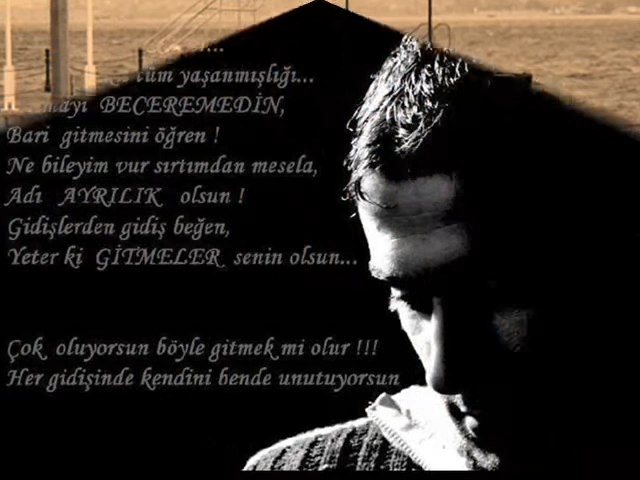 tüm yaşanmışlığı...
BECEREMEDİN,
Bari gitmesini öğren !
Ne bileyim vur sırtımdan mesela,
Adı AYRILIK olsun !
Gidişlerden gidiş beğen,
Yeter ki GİTMELER senin olsun...
Çok oluyorsun böyle gitmek mi olur !!!
Her gidişinde kendini bende unutuyorsun